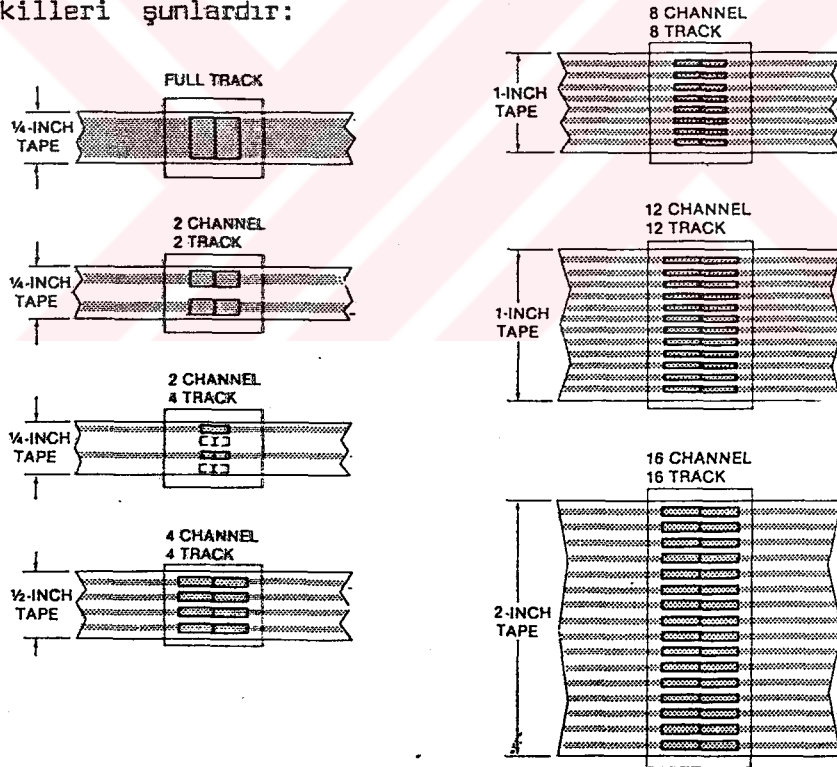 killeri şunlardır:
FULL TRACK
¼-INCH
TAPE
2 CHANNEL
2 TRACK
¼-INCH
TAPE
2 CHANNEL
4 TRACK
¼-INCH
TAPE
4 CHANNEL
4 TRACK
½-INCH
TAPE
8 CHANNEL
8 TRACK
1-INCH
TAPE
12 CHANNEL
12 TRACK
1-INCH
TAPE
16 CHANNEL
16 TRACK
2-INCH
TAPE